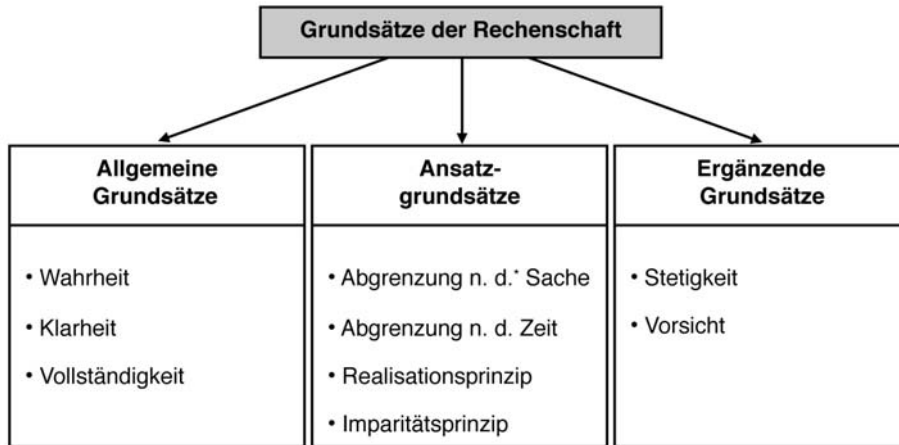 Grundsätze der Rechenschaft
Allgemeine
Grundsätze
• Wahrheit
• Klarheit
• Vollständigkeit
Ansatz-
grundsätze
• Abgrenzung n. d.* Sache
• Abgrenzung n. d. Zeit
• Realisationsprinzip
• Imparitätsprinzip
Ergänzende
Grundsätze
• Stetigkeit
• Vorsicht